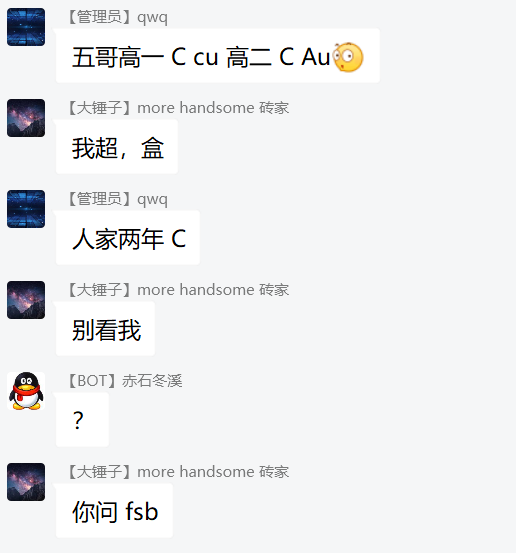 【管理员】qwq
五哥高一 C cu 高二 C Au
【大锤子】more handsome 砖家
我超，盒
【管理员】qwq
人家两年 C
【大锤子】more handsome 砖家
别看我
【BOT】赤石冬溪
？
【大锤子】more handsome 砖家
你问 fsb